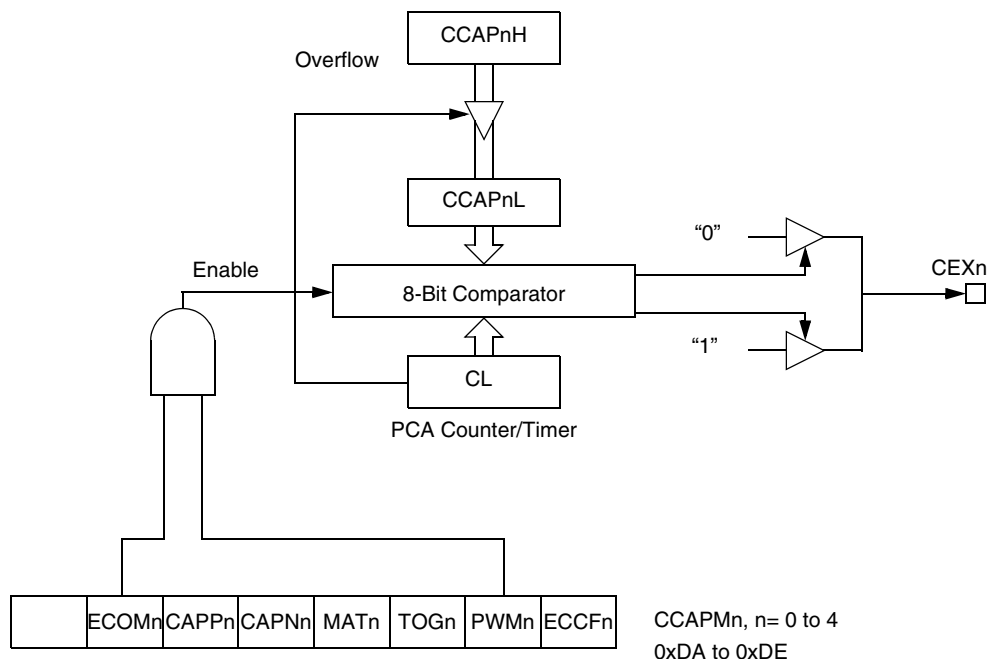 CCAPnH
Overflow
CCAPnL
“0”
Enable
8-Bit Comparator
CEXn
“1”
CL
PCA Counter/Timer
ECOMn CAPPn CAPNn MATn TOGn PWMn ECCFn
CCAPMn, n= 0 to 4
0xDA to 0xDE